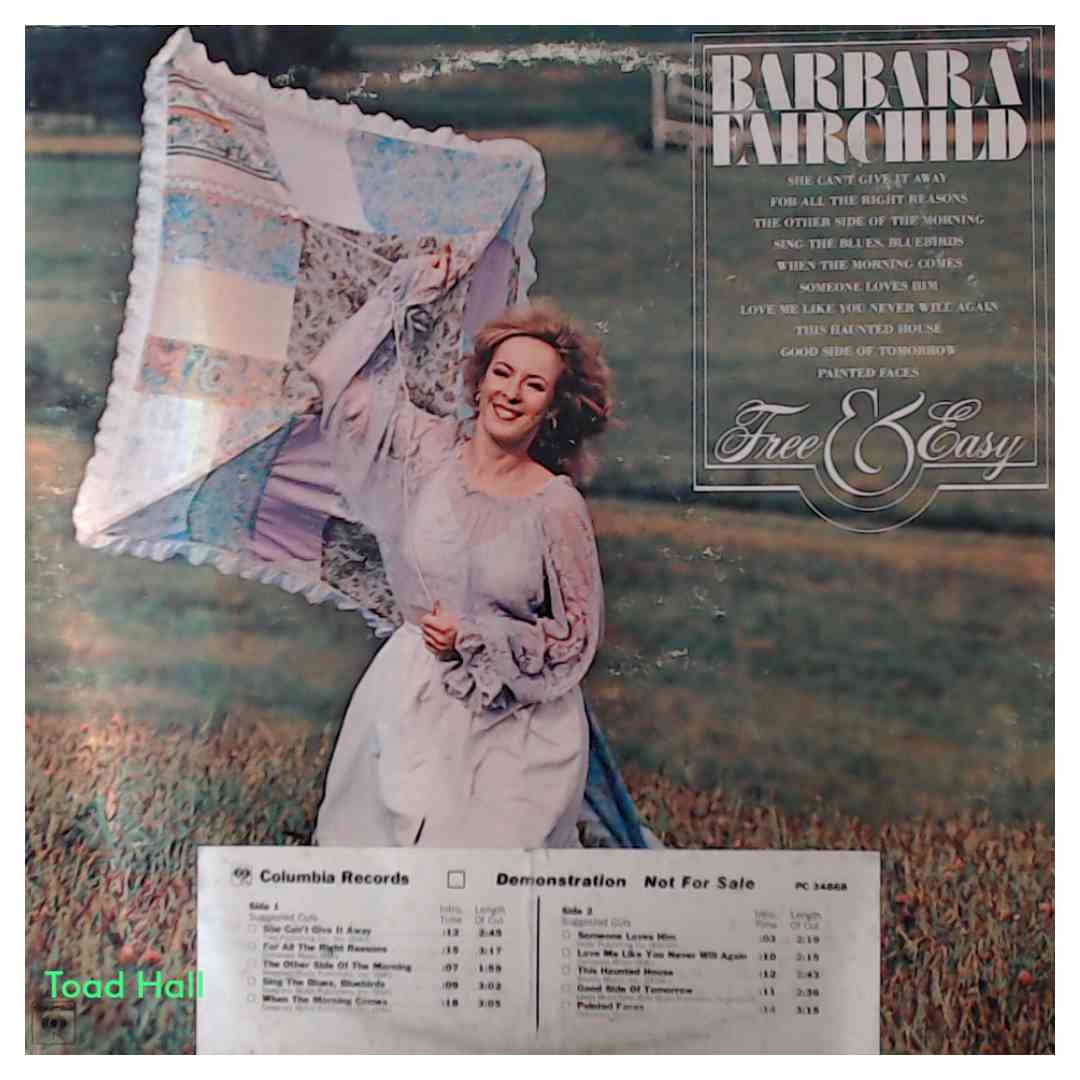 BARBARA
FAIRCHILD
SHE CAN'T GIVE IT AWAY
FOR ALL THE RIGHT REASONS
THE OTHER SIDE OF THE MORNING
SING THE BLUES, BLUEBIRDS
WHEN THE MORNING COMES
SOMEONE LOVES HIM
LOVE ME LIKE YOU NEVER WILL AGAIN
THIS HAUNTED HOUSE
GOOD SIDE OF TOMORROW
PAINTED FACES
Free & Easy
Columbia Records Demonstration Not For Sale PC 34868
Side 1
Suggested Cuts Intro. Time Length Of Cut
She Can't Give It Away :12 2:45
For All The Right Reasons :15 3:17
The Other Side Of The Morning :07 1:59
Sing The Blues, Bluebirds :09 3:02
When The Morning Comes :18 3:05
Side 2
Suggested Cuts Intro. Time Length Of Cut
Someone Loves Him :03 2:19
Love Me Like You Never Will Again :10 2:15
This Haunted House :12 2:43
Good Side Of Tomorrow :11 2:36
Painted Faces :14 3:15
Toad Hall